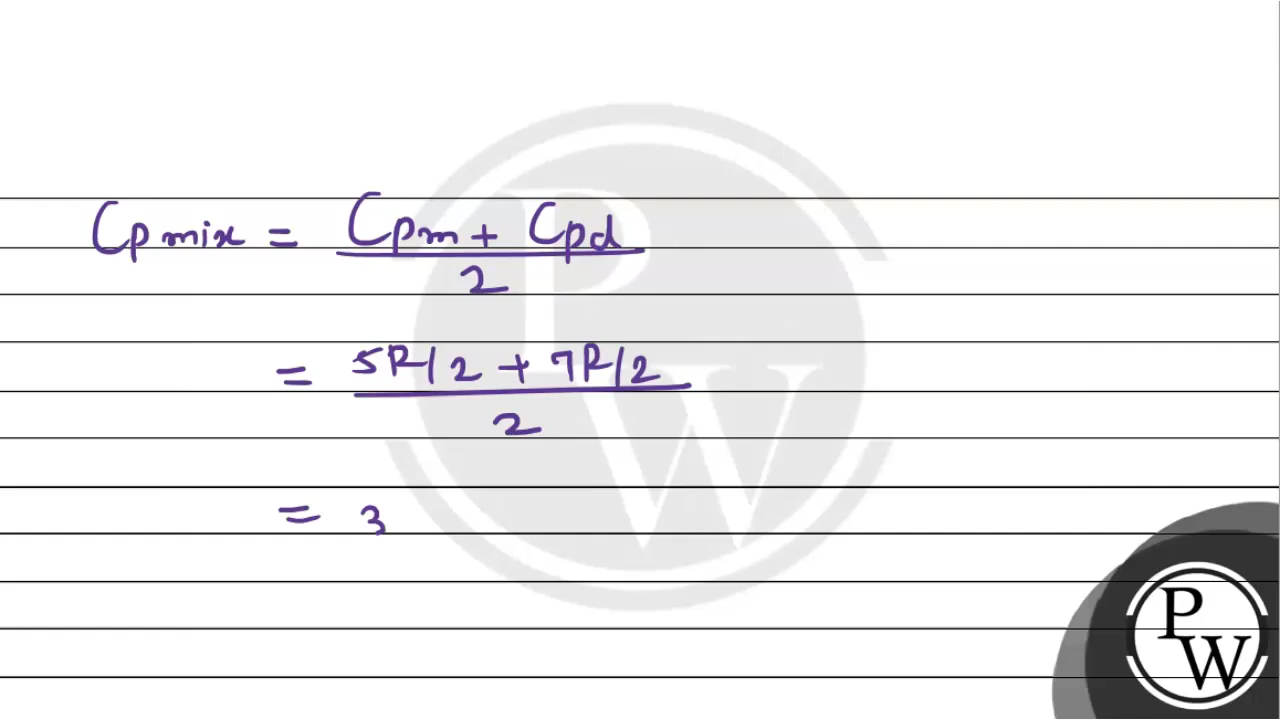 Cp mix = Cpm + Cpd
2
= 5R/2 + 7R/2
2
= 3
P
W
P
W